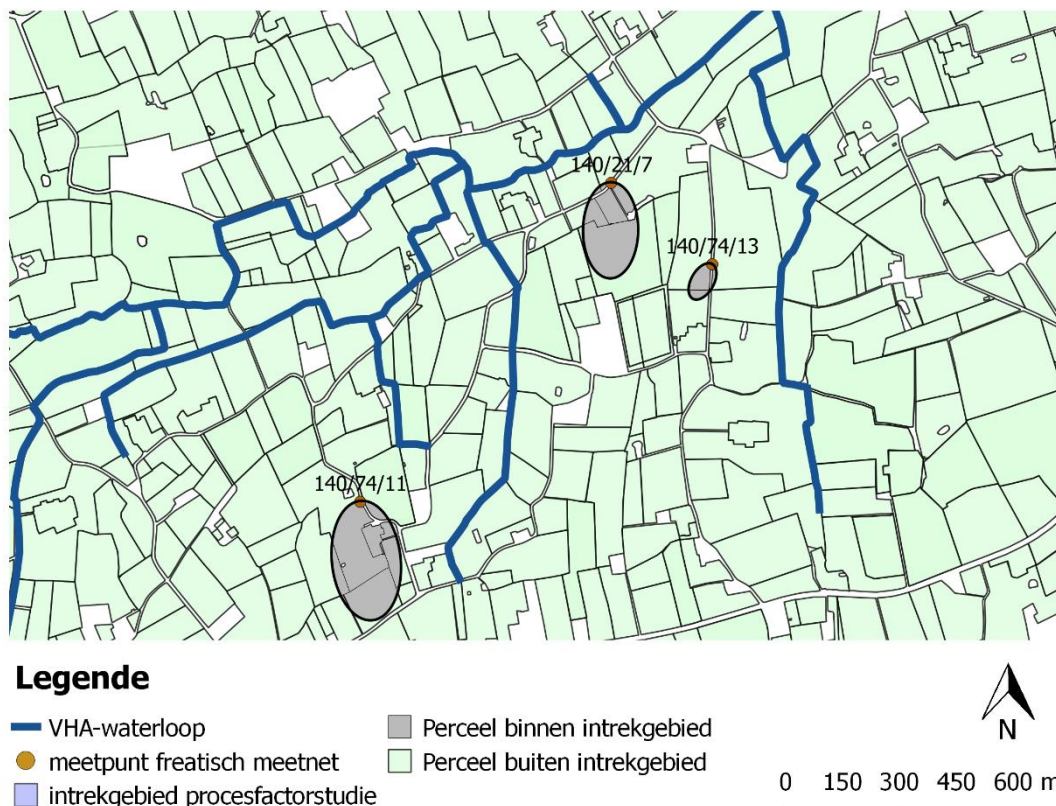 140/21/7
140/74/13
140/74/11
Legende
VHA-waterloop
meetpunt freatisch meetnet
intrekgebied procesfactorstudie
Perceel binnen intrekgebied
Perceel buiten intrekgebied
N
0 150 300 450 600 m